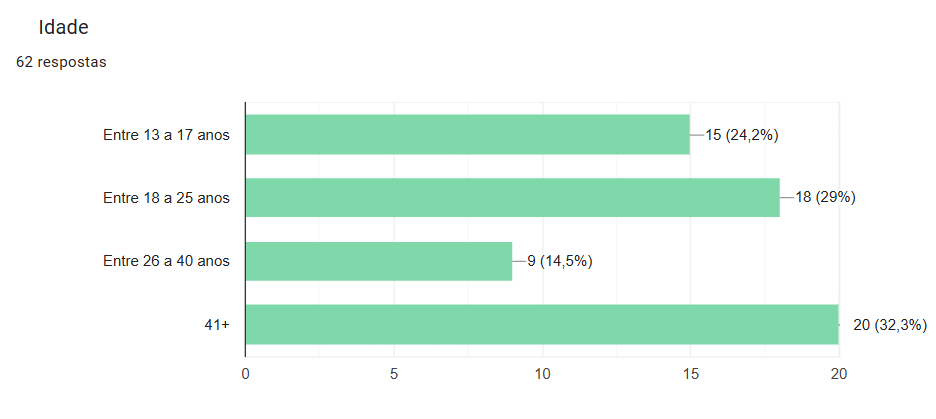 Idade
62 respostas
Entre 13 a 17 anos
15 (24,2%)
Entre 18 a 25 anos
18 (29%)
Entre 26 a 40 anos
9 (14,5%)
41+
20 (32,3%)
0 5 10 15 20